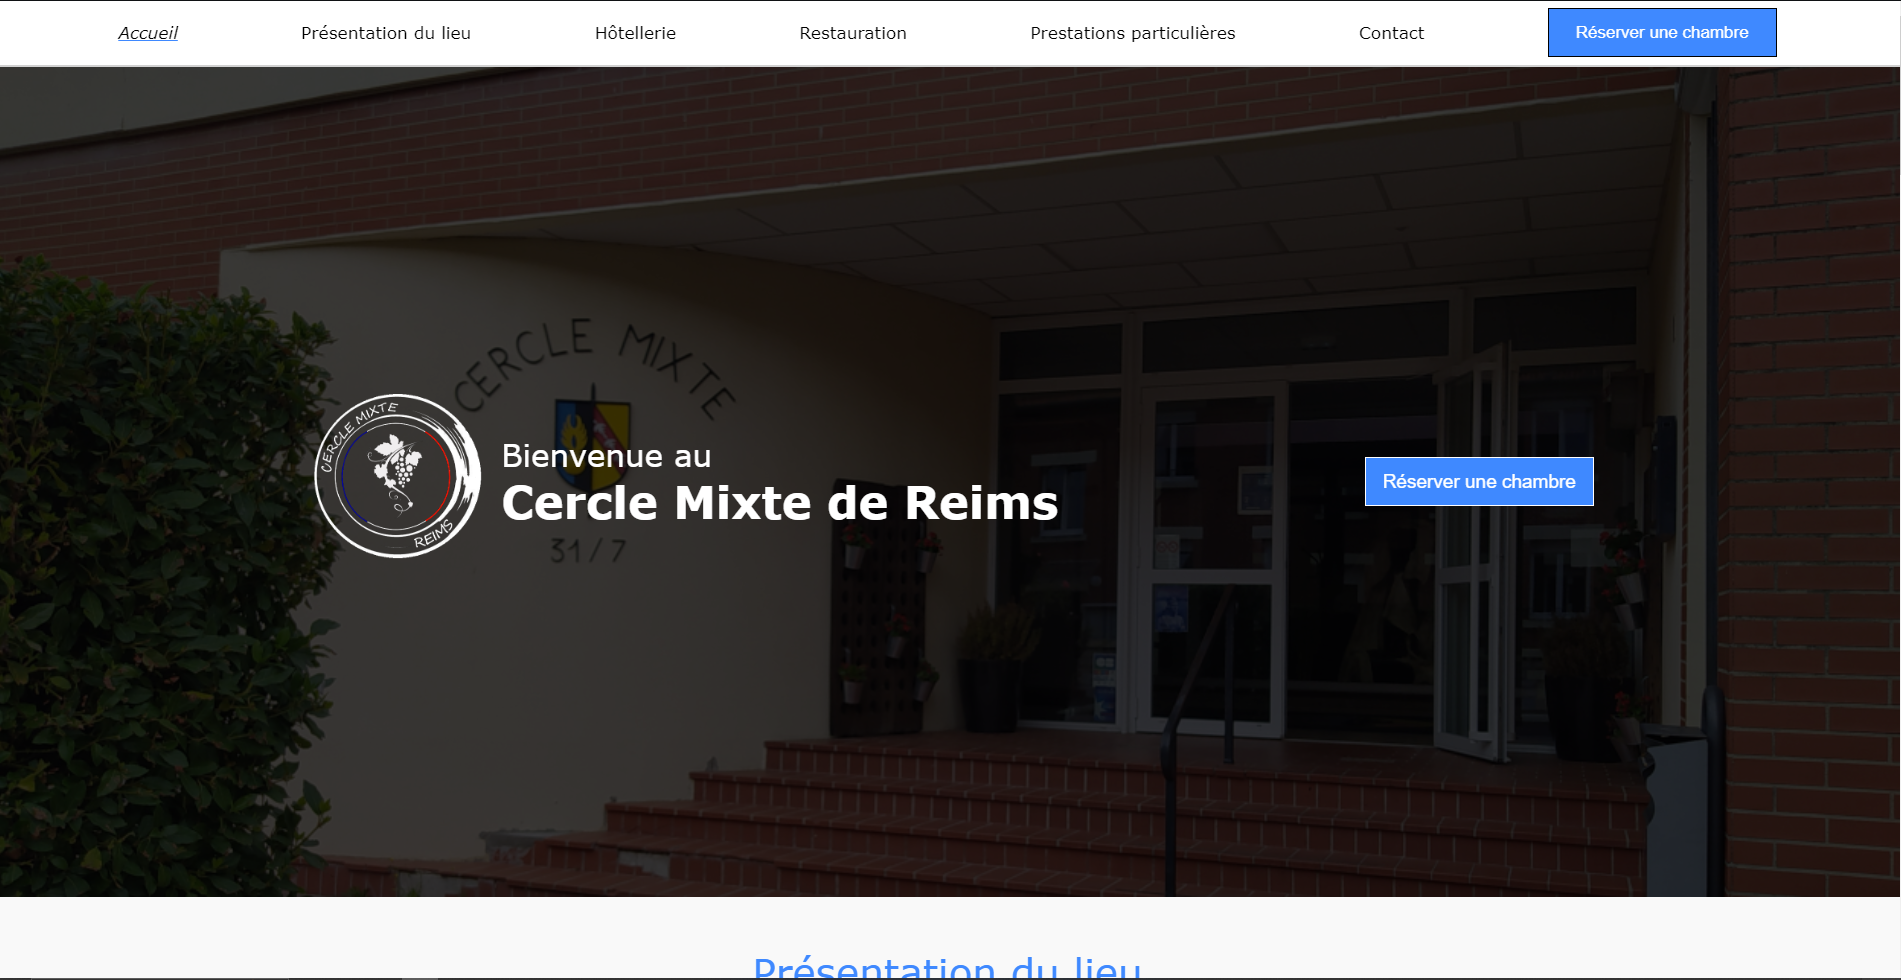 Accueil
Présentation du lieu
Hôtellerie
Restauration
Prestations particulières
Contact
Réserver une chambre
CERCLE MIXTE
CERCLE MIXTE
REIMS
Bienvenue au
Cercle Mixte de Reims
31/7
Réserver une chambre
Présentation du lieu